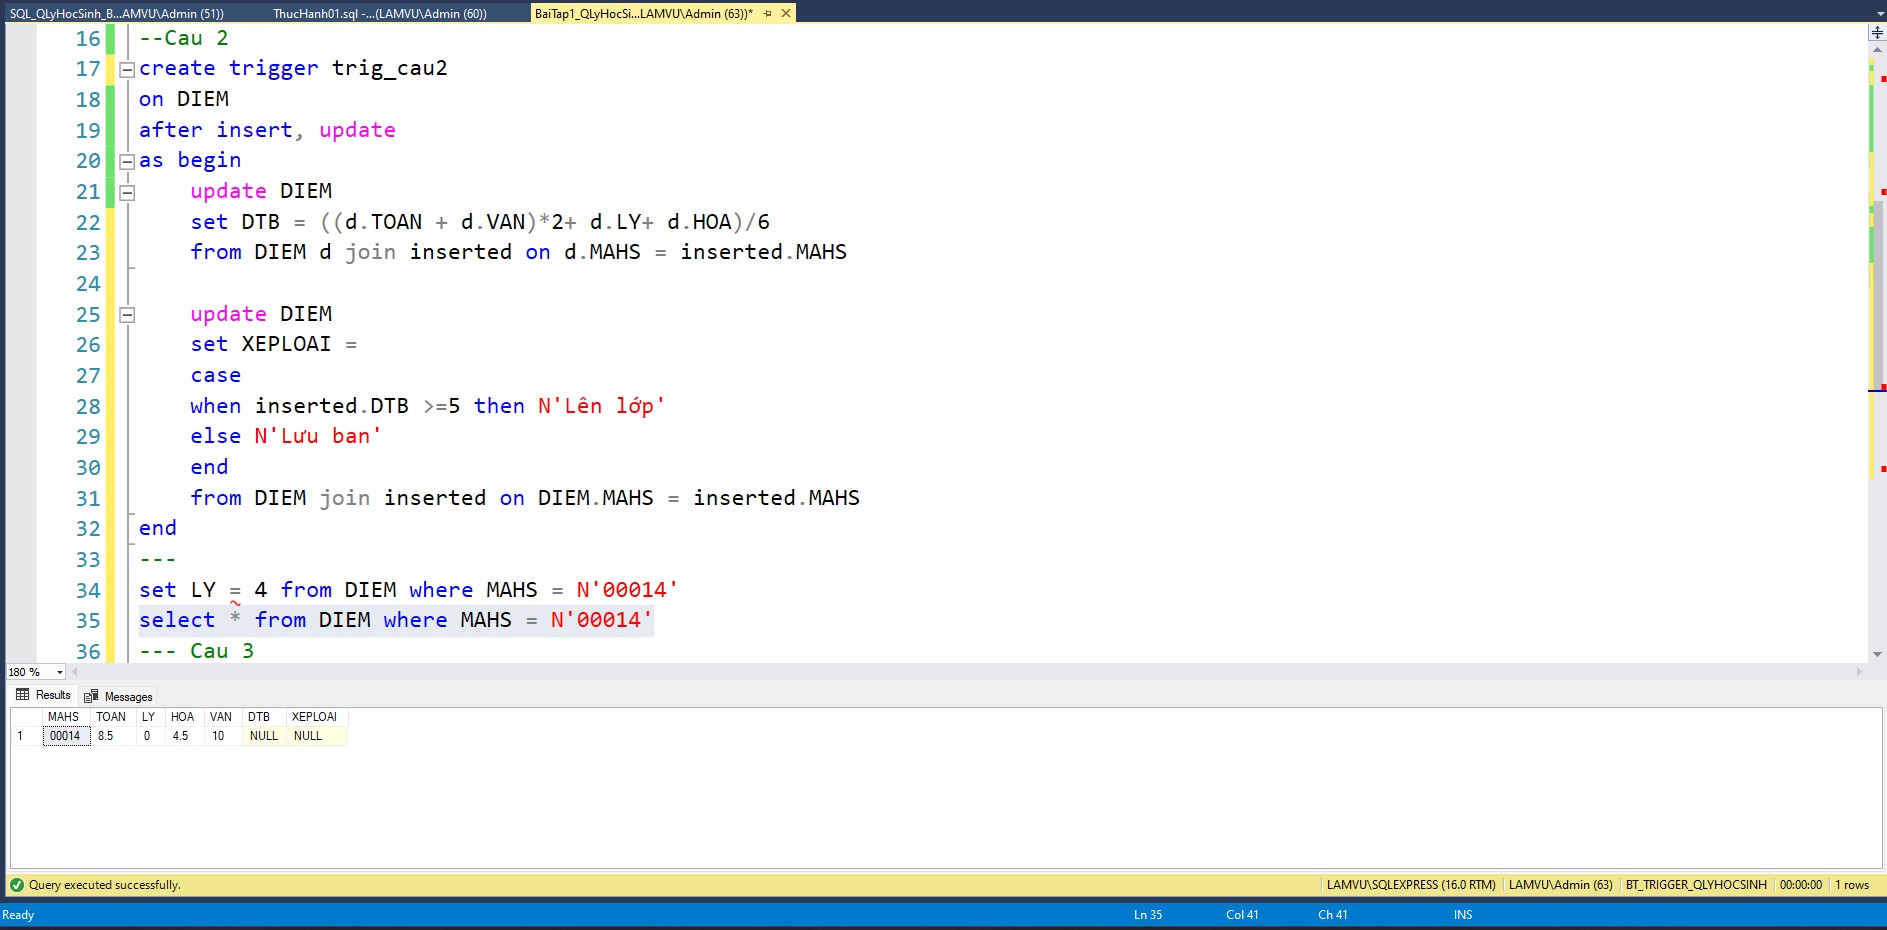 SQL_QLyHocSinh_B...AMVU\Admin (51))
ThucHanh01.sql -...(LAMVU\Admin (60))
BaiTap1_QLyHocSi...LAMVU\Admin (63))*
16 --Cau 2
17 create trigger trig_cau2
18 on DIEM
19 after insert, update
20 as begin
21 update DIEM
22 set DTB = ((d.TOAN + d.VAN)*2+ d.LY+ d.HOA)/6
23 from DIEM d join inserted on d.MAHS = inserted.MAHS
24
25 update DIEM
26 set XEPLOAI =
27 case
28 when inserted.DTB >=5 then N'Lên lớp'
29 else N'Lưu ban'
30 end
31 from DIEM join inserted on DIEM.MAHS = inserted.MAHS
32 end
33 ---
34 set LY = 4 from DIEM where MAHS = N'00014'
35 select * from DIEM where MAHS = N'00014'
36 --- Cau 3
180 %
Results Messages
MAHS TOAN LY HOA VAN DTB XEPLOAI
1 00014 8.5 0 4.5 10 NULL NULL
Query executed successfully. LAMVU\SQLEXPRESS (16.0 RTM) LAMVU\Admin (63) BT_TRIGGER_QLYHOCSINH 00:00:00 1 rows
Ready Ln 35 Col 41 Ch 41 INS